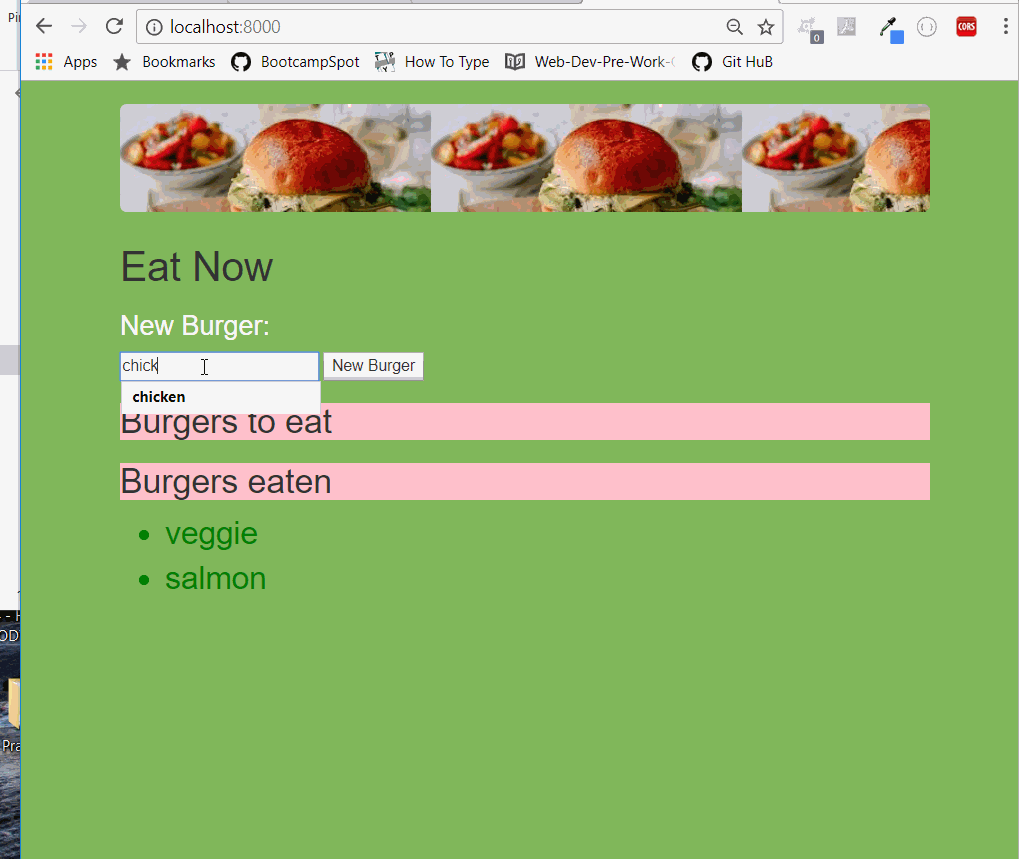 localhost:8000
0
CORS
Apps Bookmarks BootcampSpot How To Type Web-Dev-Pre-Work- Git HuB
Eat Now
New Burger:
chick New Burger
chicken
Burgers to eat
Burgers eaten
veggie
salmon